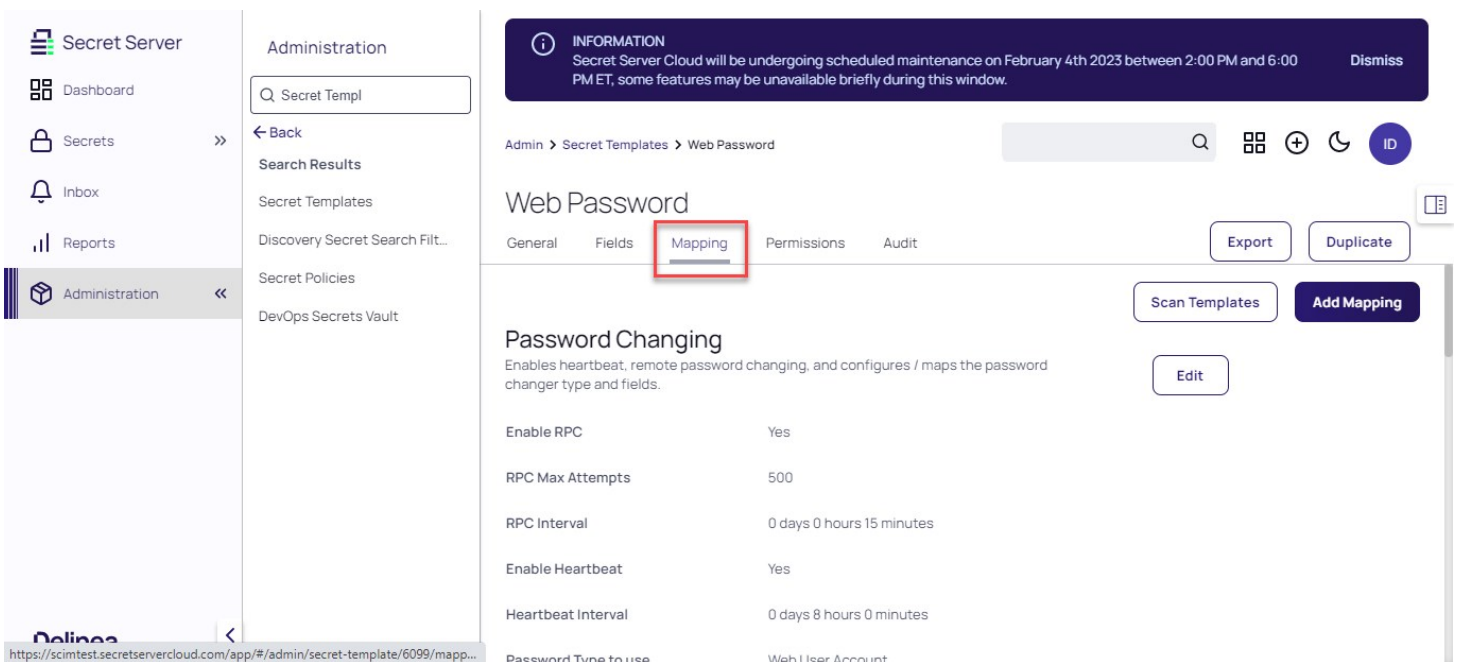 Secret Server
Dashboard
Secrets
Inbox
Reports
Administration
Administration
Secret Templ
Back
Search Results
Secret Templates
Discovery Secret Search Filt...
Secret Policies
DevOps Secrets Vault
INFORMATION
Secret Server Cloud will be undergoing scheduled maintenance on February 4th 2023 between 2:00 PM and 6:00
PM ET, some features may be unavailable briefly during this window.
Dismiss
Admin > Secret Templates > Web Password
ID
Web Password
General Fields Mapping Permissions Audit
Export Duplicate
Scan Templates Add Mapping
Password Changing
Enables heartbeat, remote password changing, and configures / maps the password
changer type and fields.
Edit
Enable RPC Yes
RPC Max Attempts 500
RPC Interval 0 days 0 hours 15 minutes
Enable Heartbeat Yes
Heartbeat Interval 0 days 8 hours 0 minutes
Password Type to use Web User Account
Delinea
https://scimtest.secretservercloud.com/app/#/admin/secret-template/6099/mapp...